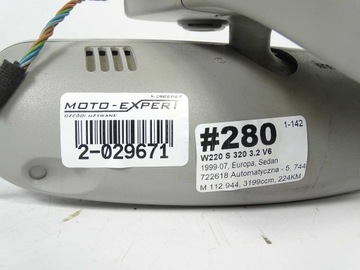 MOTO-EXPERT
CZĘŚCI UŻYWANE
2-029671
1-142
#280
W220 S 320 3.2 V6
1999-07, Europa, Sedan
722618 Automatyczna - 5, 744
M 112.944, 3199ccm, 224KM